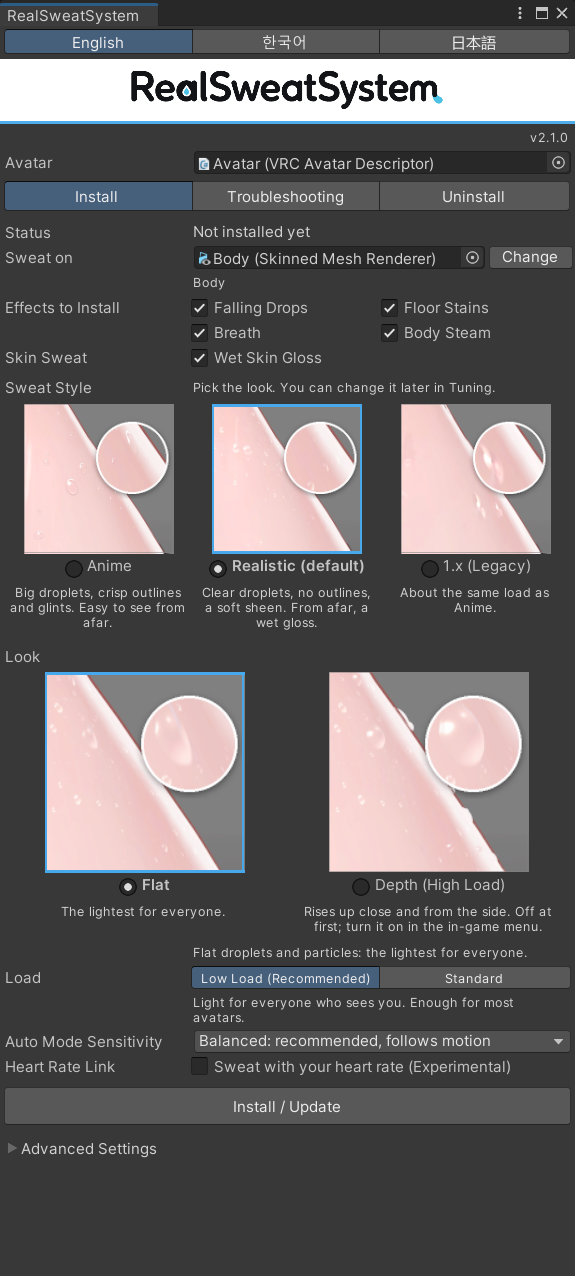 RealSweatSystem
English
한국어
日本語
RealSweatSystem
v2.1.0
Avatar
Avatar (VRC Avatar Descriptor)
Install
Troubleshooting
Uninstall
Status
Not installed yet
Sweat on
Body (Skinned Mesh Renderer)
Change
Body
Effects to Install
Falling Drops
Floor Stains
Breath
Body Steam
Skin Sweat
Wet Skin Gloss
Sweat Style
Pick the look. You can change it later in Tuning.
Anime
Big droplets, crisp outlines
and glints. Easy to see from
afar.
Realistic (default)
Clear droplets, no outlines,
a soft sheen. From afar, a
wet gloss.
1.x (Legacy)
About the same load as
Anime.
Look
Flat
The lightest for everyone.
Depth (High Load)
Rises up close and from the side. Off at
first; turn it on in the in-game menu.
Flat droplets and particles: the lightest for everyone.
Load
Low Load (Recommended)
Standard
Light for everyone who sees you. Enough for most
avatars.
Auto Mode Sensitivity
Balanced: recommended, follows motion
Heart Rate Link
Sweat with your heart rate (Experimental)
Install / Update
Advanced Settings